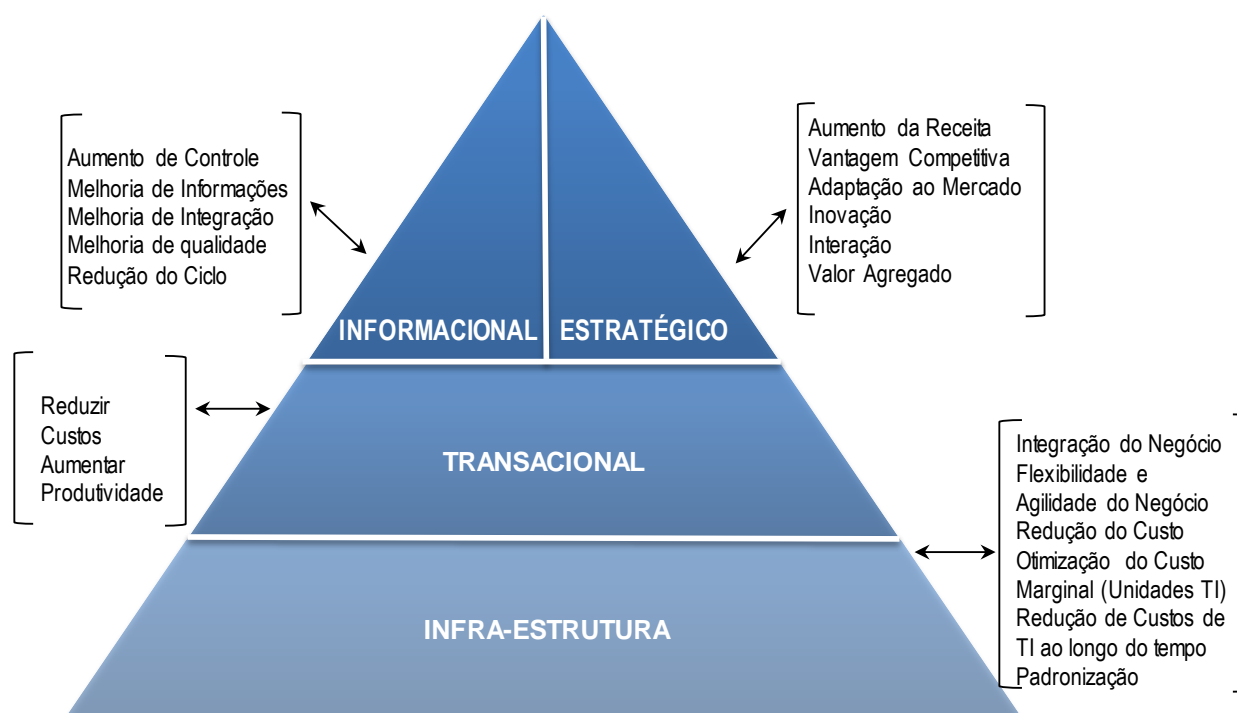 Aumento de Controle
Melhoria de Informações
Melhoria de Integração
Melhoria de qualidade
Redução do Ciclo
Aumento da Receita
Vantagem Competitiva
Adaptação ao Mercado
Inovação
Interação
Valor Agregado
INFORMACIONAL
ESTRATÉGICO
Reduzir
Custos
Aumentar
Produtividade
TRANSACIONAL
Integração do Negócio
Flexibilidade e
Agilidade do Negócio
Redução do Custo
Otimização do Custo
Marginal (Unidades TI)
Redução de Custos de
TI ao longo do tempo
Padronização
INFRA-ESTRUTURA